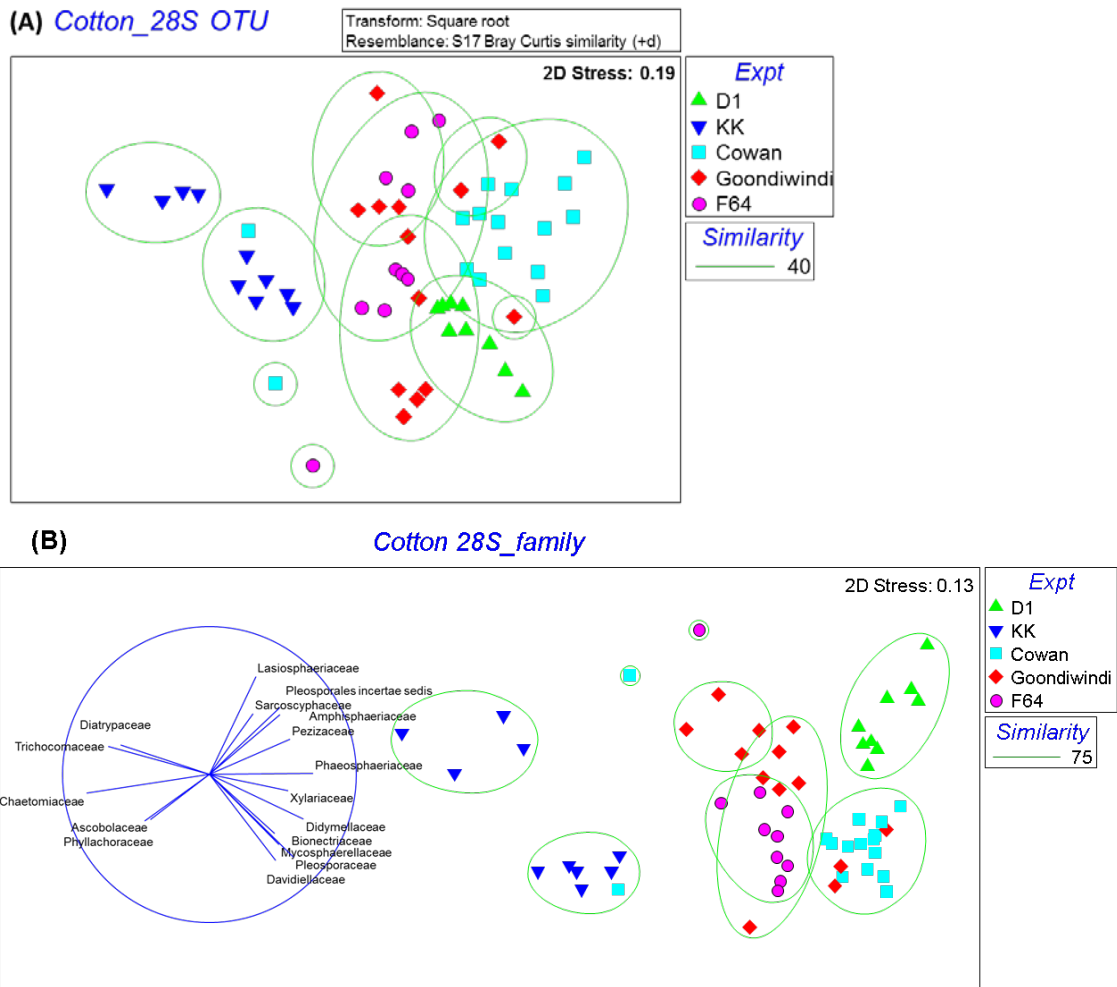 (A) Cotton_28S OTU
Transform: Square root
Resemblance: S17 Bray Curtis similarity (+d)
2D Stress: 0.19
Expt
D1
KK
Cowan
Goondiwindi
F64
Similarity
40
(B) Cotton 28S_family
2D Stress: 0.13
Lasiosphaeriaceae
Pleosporales incertae sedis
Sarcoscyphaceae
Amphisphaeriaceae
Diatrypaceae
Pezizaceae
Trichocomaceae
Phaeosphaeriaceae
Chaetomiaceae
Xylariaceae
Ascobolaceae
Didymellaceae
Phyllachoraceae
Bionectriaceae
Mycosphaerellaceae
Pleosporaceae
Davidiellaceae
Expt
D1
KK
Cowan
Goondiwindi
F64
Similarity
75